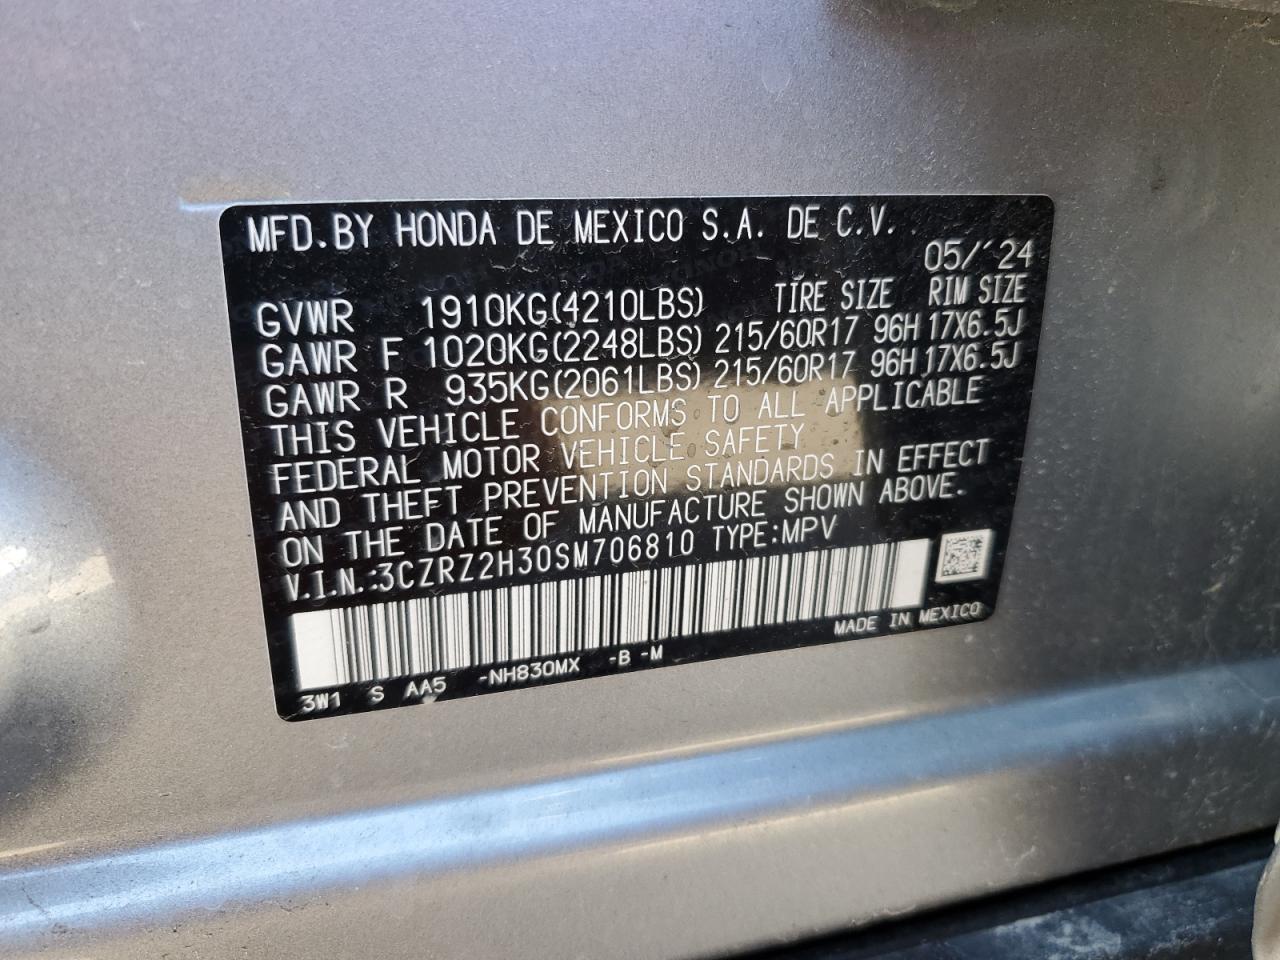 MFD.BY HONDA DE MEXICO S.A. DE C.V.
05/'24
GVWR 1910KG(4210LBS) TIRE SIZE RIM SIZE
GAWR F 1020KG(2248LBS) 215/60R17 96H 17X6.5J
GAWR R 935KG(2061LBS) 215/60R17 96H 17X6.5J
THIS VEHICLE CONFORMS TO ALL APPLICABLE
FEDERAL MOTOR VEHICLE SAFETY
AND THEFT PREVENTION STANDARDS IN EFFECT
ON THE DATE OF MANUFACTURE SHOWN ABOVE.
V.I.N.:3CZRZ2H30SM706810 TYPE:MPV
MADE IN MEXICO
3W1 S AA5 -NH830MX -B -M